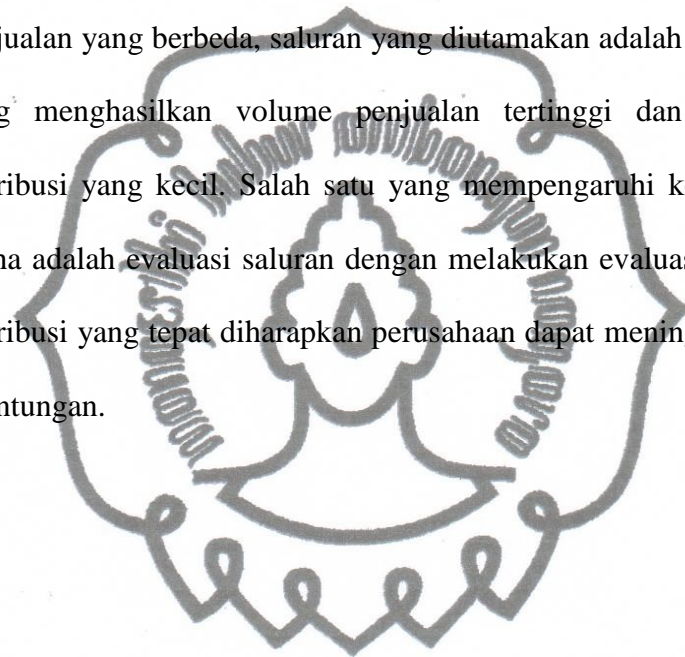 jualan yang berbeda, saluran yang diutamakan adalah
menghasilkan volume penjualan tertinggi dan
ribusi yang kecil. Salah satu yang mempengaruhi k
na adalah evaluasi saluran dengan melakukan evaluas
ribusi yang tepat diharapkan perusahaan dapat mening
ntungan.